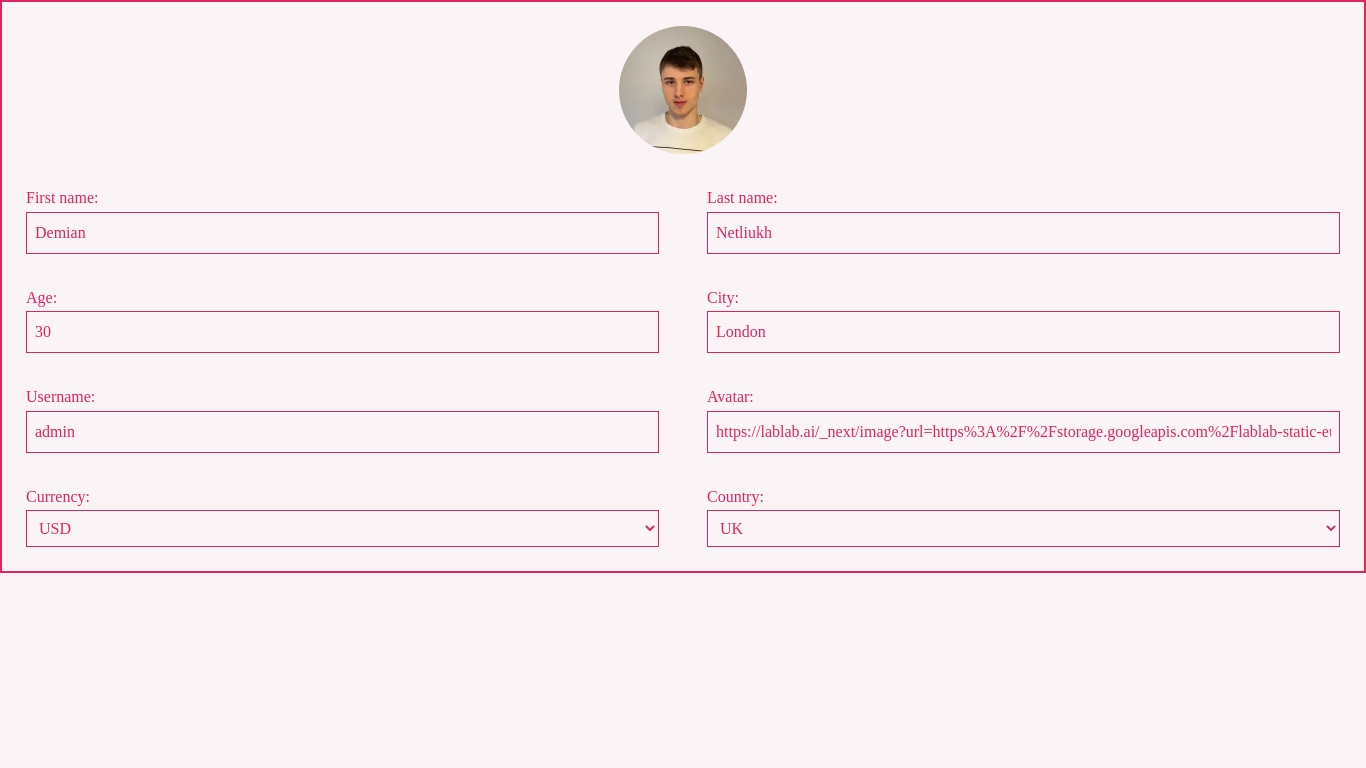 First name:
Last name:
Demian
Netliukh
Age:
City:
30
London
Username:
Avatar:
admin
https://lablab.ai/_next/image?url=https%3A%2F%2Fstorage.googleapis.com%2Flablab-static-eu
Currency:
Country:
USD
UK